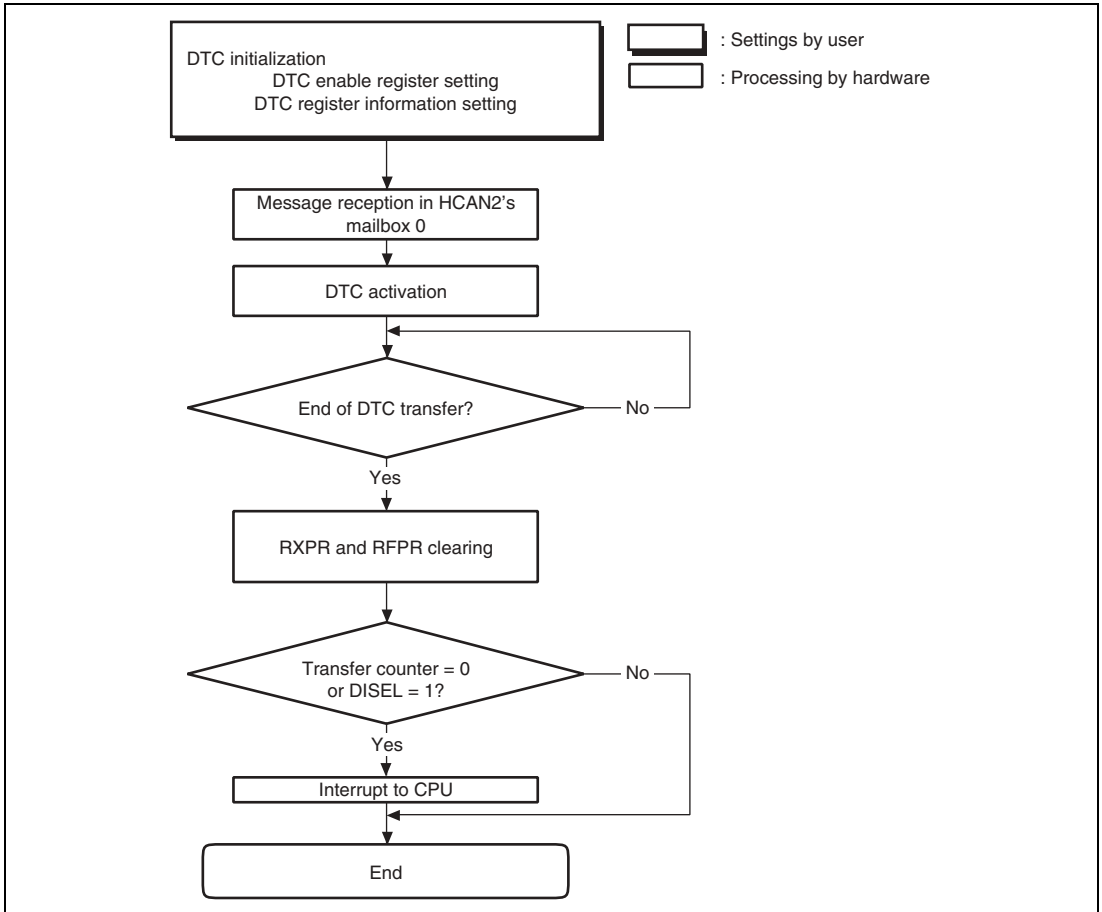 DTC initialization
DTC enable register setting
DTC register information setting
: Settings by user
: Processing by hardware
Message reception in HCAN2's
mailbox 0
DTC activation
End of DTC transfer?
No
Yes
RXPR and RFPR clearing
Transfer counter = 0
or DISEL = 1?
No
Yes
Interrupt to CPU
End